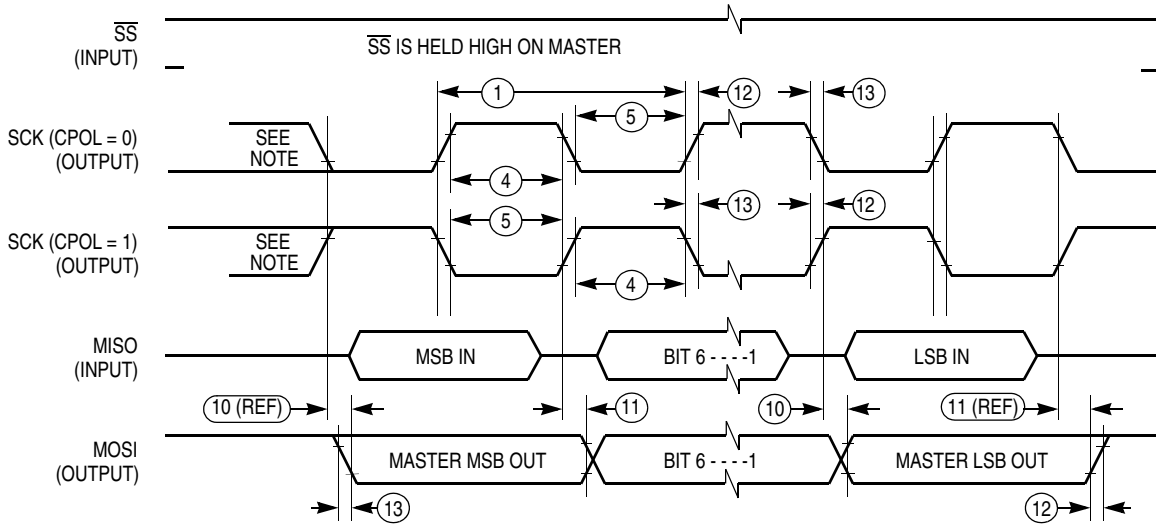 SS
(INPUT)
SS IS HELD HIGH ON MASTER
1
12
13
5
SCK (CPOL = 0)
(OUTPUT)
SEE
NOTE
4
13
12
5
SCK (CPOL = 1)
(OUTPUT)
SEE
NOTE
4
MISO
(INPUT)
MSB IN
BIT 6 - - - -1
LSB IN
10 (REF)
11
10
11 (REF)
MOSI
(OUTPUT)
MASTER MSB OUT
BIT 6 - - - -1
MASTER LSB OUT
13
12